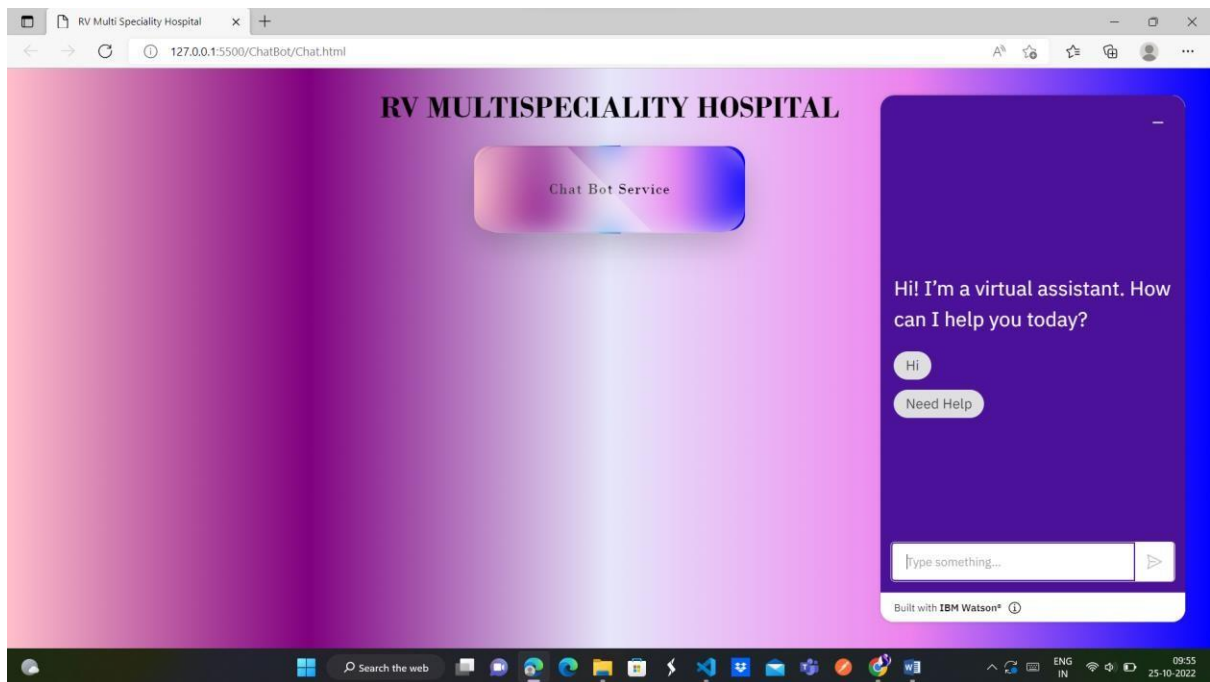 RV Multi Speciality Hospital
127.0.0.1:5500/ChatBot/Chat.html
RV MULTISPECIALITY HOSPITAL
Chat Bot Service
Hi! I'm a virtual assistant. How
can I help you today?
Hi
Need Help
Type something...
Built with IBM Watson®
Search the web
ENG
IN
09:55
25-10-2022